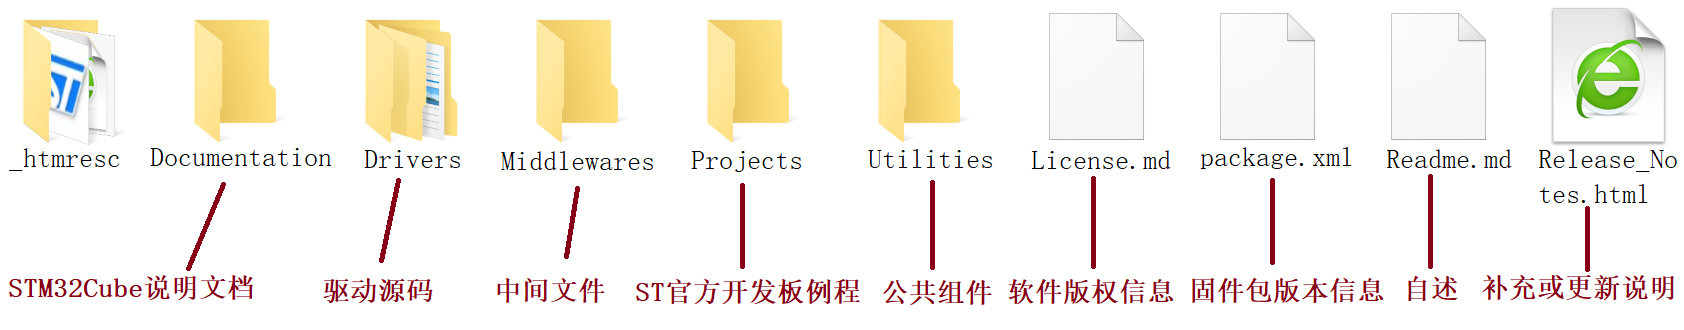 ST
_htmresc
Documentation
Drivers
Middlewares
Projects
Utilities
License.md
package.xml
Readme.md
Release_No
tes.html
STM32Cube说明文档
驱动源码
中间文件
ST官方开发板例程
公共组件
软件版权信息
固件包版本信息
自述
补充或更新说明